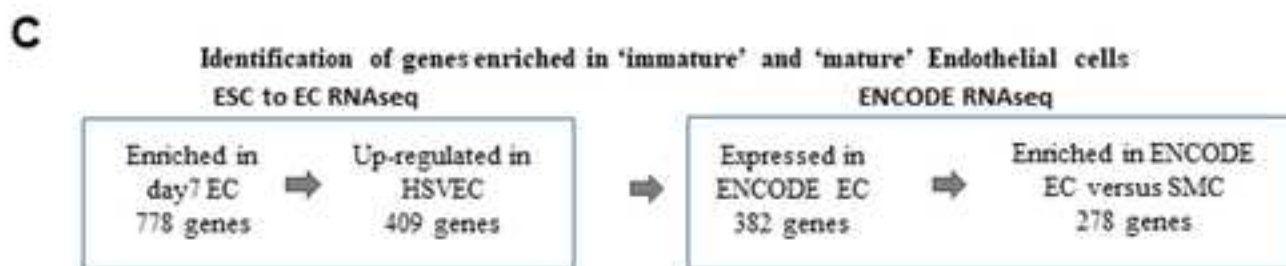 C
Identification of genes enriched in ‘immature’ and ‘mature’ Endothelial cells
ESC to EC RNAseq
Enriched in
day7 EC
778 genes
Up-regulated in
HSVEC
409 genes
ENCODE RNAseq
Expressed in
ENCODE EC
382 genes
Enriched in ENCODE
EC versus SMC
278 genes